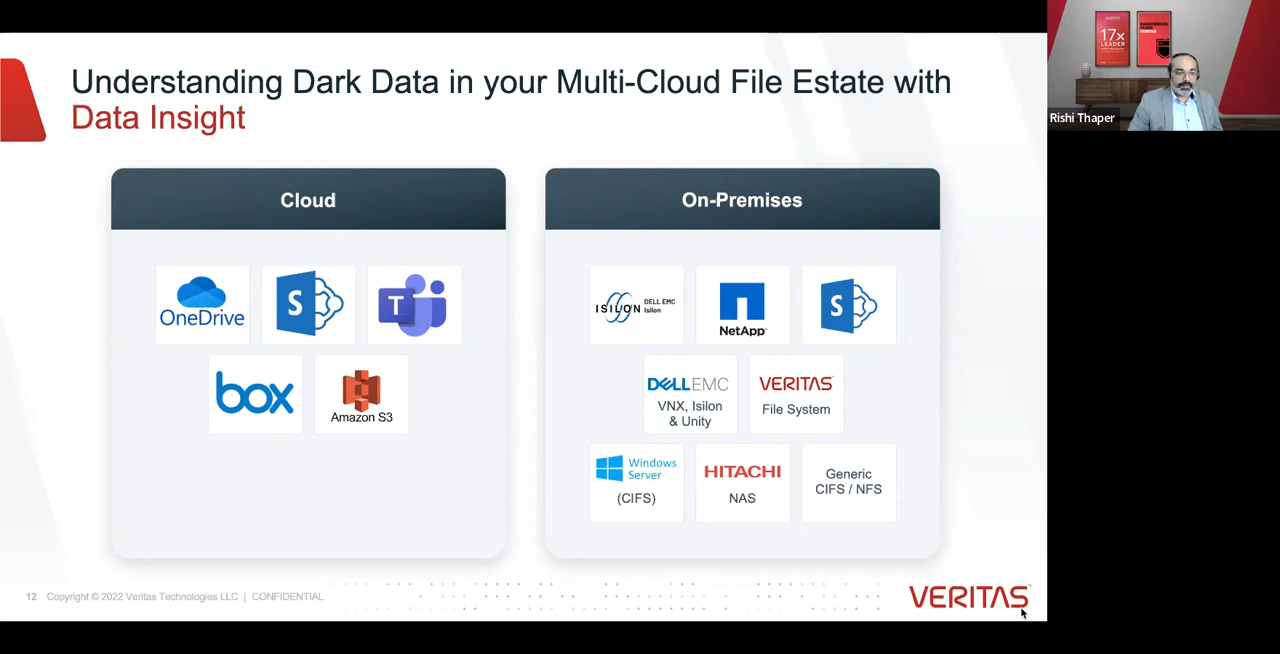 Understanding Dark Data in your Multi-Cloud File Estate with
Data Insight
Cloud
OneDrive
S
T
box
Amazon S3
On-Premises
ISILON DELL EMC
Isilon
NetApp
S
DELLEMC
VNX, Isilon
& Unity
VERITAS
File System
Windows
Server
(CIFS)
HITACHI
NAS
Generic
CIFS / NFS
12 Copyright © 2022 Veritas Technologies LLC | CONFIDENTIAL
VERITAS
17x
LEADER
Rishi Thaper